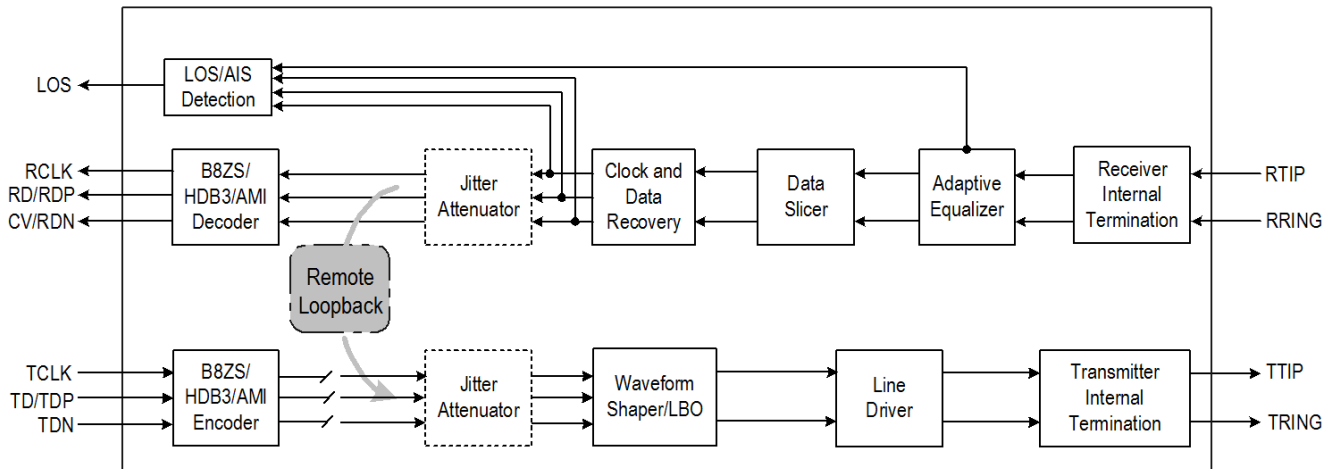 LOS
LOS/AIS
Detection
RCLK
RD/RDP
CV/RDN
B8ZS/
HDB3/AMI
Decoder
Jitter
Attenuator
Clock and
Data
Recovery
Data
Slicer
Adaptive
Equalizer
Receiver
Internal
Termination
RTIP
RRING
Remote
Loopback
TCLK
TD/TDP
TDN
B8ZS/
HDB3/AMI
Encoder
Jitter
Attenuator
Waveform
Shaper/LBO
Line
Driver
Transmitter
Internal
Termination
TTIP
TRING